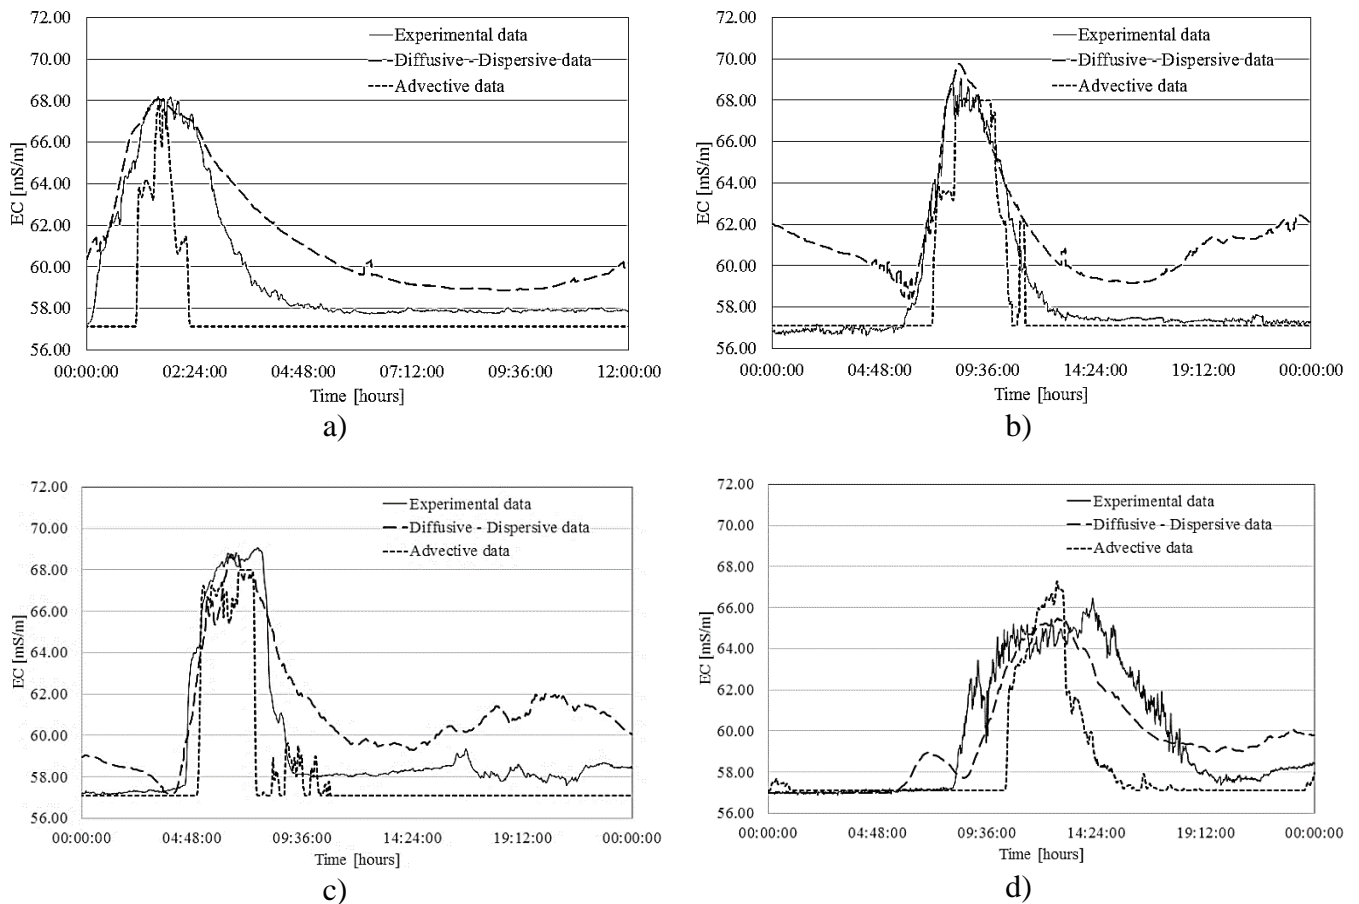 72.00
70.00
68.00
66.00
64.00
62.00
60.00
58.00
56.00
EC [mS/m]
Experimental data
Diffusive - Dispersive data
Advective data
00:00:00 02:24:00 04:48:00 07:12:00 09:36:00 12:00:00
Time [hours]
a)
72.00
70.00
68.00
66.00
64.00
62.00
60.00
58.00
56.00
EC [mS/m]
Experimental data
Diffusive - Dispersive data
Advective data
00:00:00 04:48:00 09:36:00 14:24:00 19:12:00 00:00:00
Time [hours]
b)
72.00
70.00
68.00
66.00
64.00
62.00
60.00
58.00
56.00
EC [mS/m]
Experimental data
Diffusive - Dispersive data
Advective data
00:00:00 04:48:00 09:36:00 14:24:00 19:12:00 00:00:00
Time [hours]
c)
72.00
70.00
68.00
66.00
64.00
62.00
60.00
58.00
56.00
EC [mS/m]
Experimental data
Diffusive - Dispersive data
Advective data
00:00:00 04:48:00 09:36:00 14:24:00 19:12:00 00:00:00
Time [hours]
d)